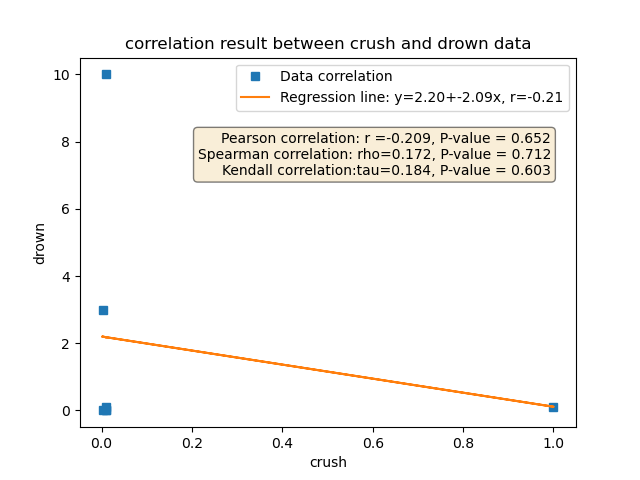 correlation result between crush and drown data
Data correlation
Regression line: y=2.20+-2.09x, r=-0.21
Pearson correlation: r =-0.209, P-value = 0.652
Spearman correlation: rho=0.172, P-value = 0.712
Kendall correlation:tau=0.184, P-value = 0.603
10
8
6
4
2
0
drown
0.0 0.2 0.4 0.6 0.8 1.0
crush